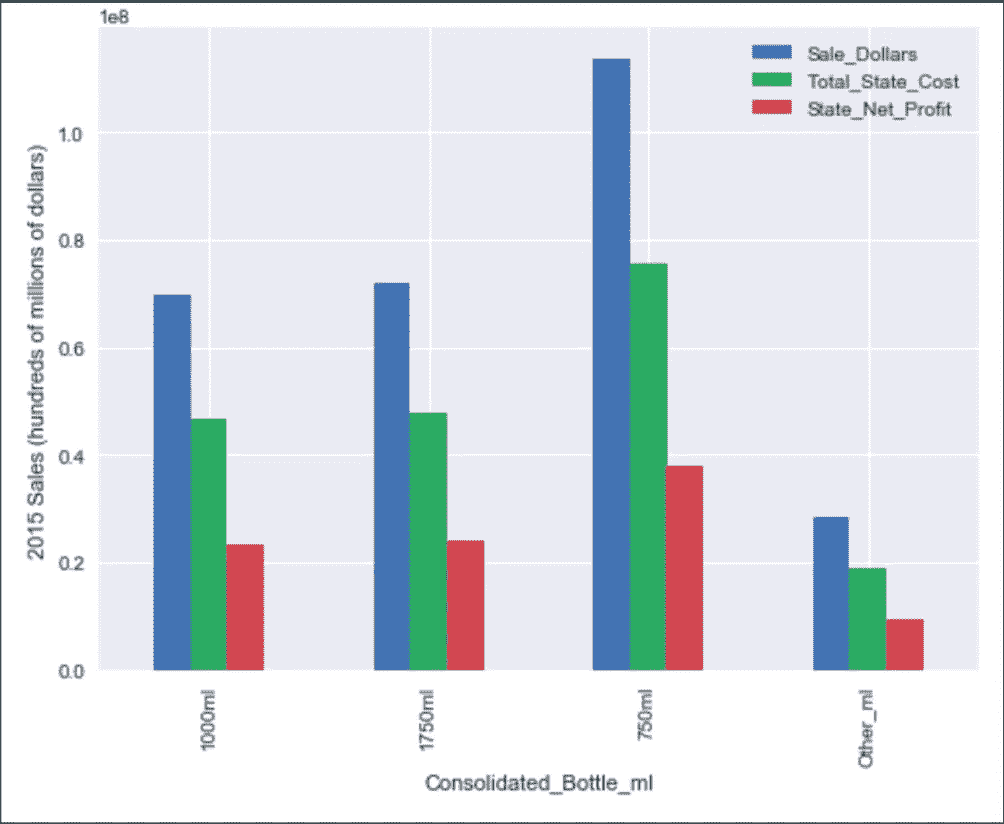 1e8
Sale_Dollars
Total_State_Cost
State_Net_Profit
2015 Sales (hundreds of millions of dollars)
1.0
0.8
0.6
0.4
0.2
0.0
1000ml
1750ml
750ml
Other_ml
Consolidated_Bottle_ml